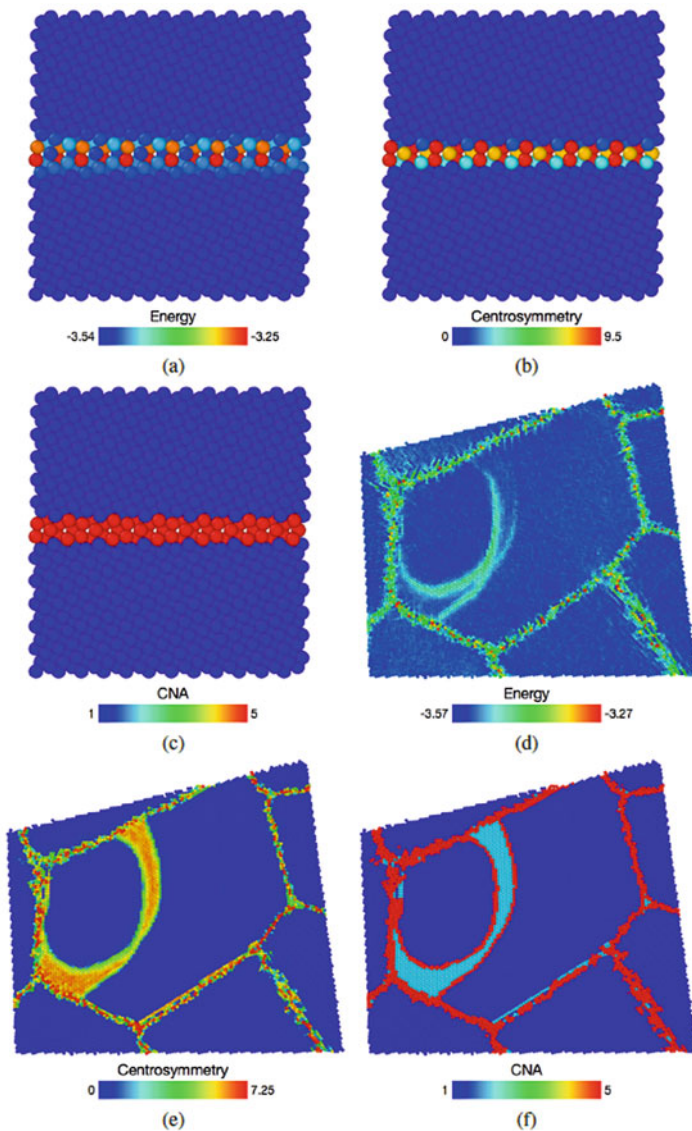 Energy
-3.54 -3.25
(a)
Centrosymmetry
0 9.5
(b)
CNA
1 5
(c)
Energy
-3.57 -3.27
(d)
Centrosymmetry
0 7.25
(e)
CNA
1 5
(f)